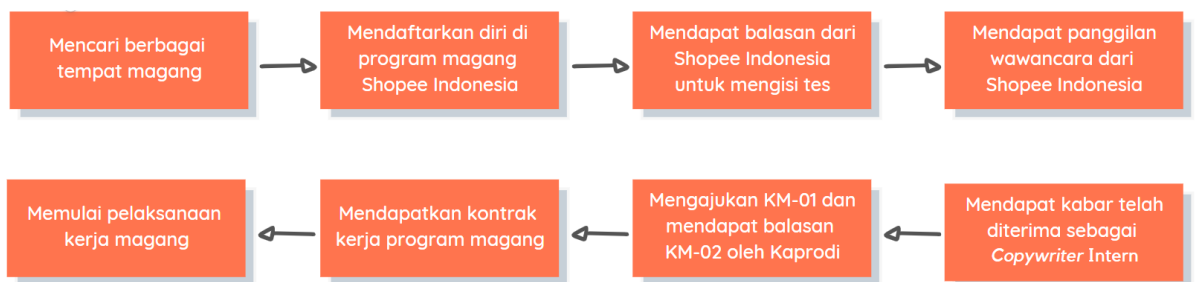 Mencari berbagai
tempat magang
Mendaftarkan diri di
program magang
Shopee Indonesia
Mendapat balasan dari
Shopee Indonesia
untuk mengisi tes
Mendapat panggilan
wawancara dari
Shopee Indonesia
Mendapat kabar telah
diterima sebagai
Copywriter Intern
Mengajukan KM-01 dan
mendapat balasan
KM-02 oleh Kaprodi
Mendapatkan kontrak
kerja program magang
Memulai pelaksanaan
kerja magang